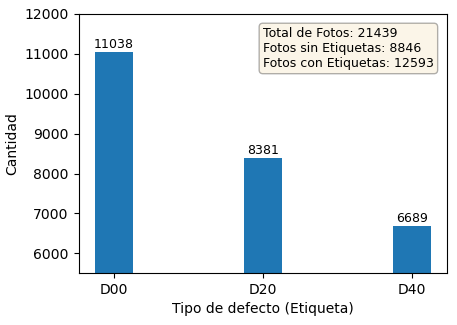 12000
11000
10000
9000
8000
7000
6000
Cantidad
11038
8381
6689
Total de Fotos: 21439
Fotos sin Etiquetas: 8846
Fotos con Etiquetas: 12593
D00
D20
D40
Tipo de defecto (Etiqueta)